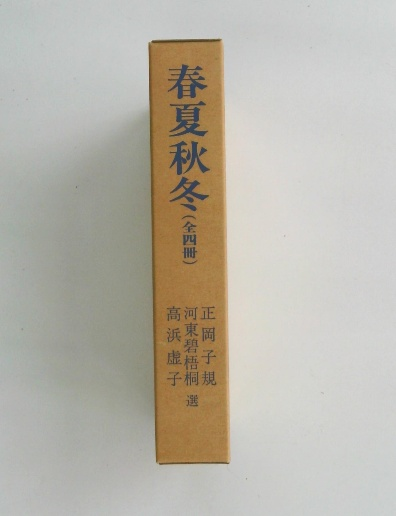 春夏秋冬(全四冊)
正岡子規
河東碧梧桐 選
高浜虚子